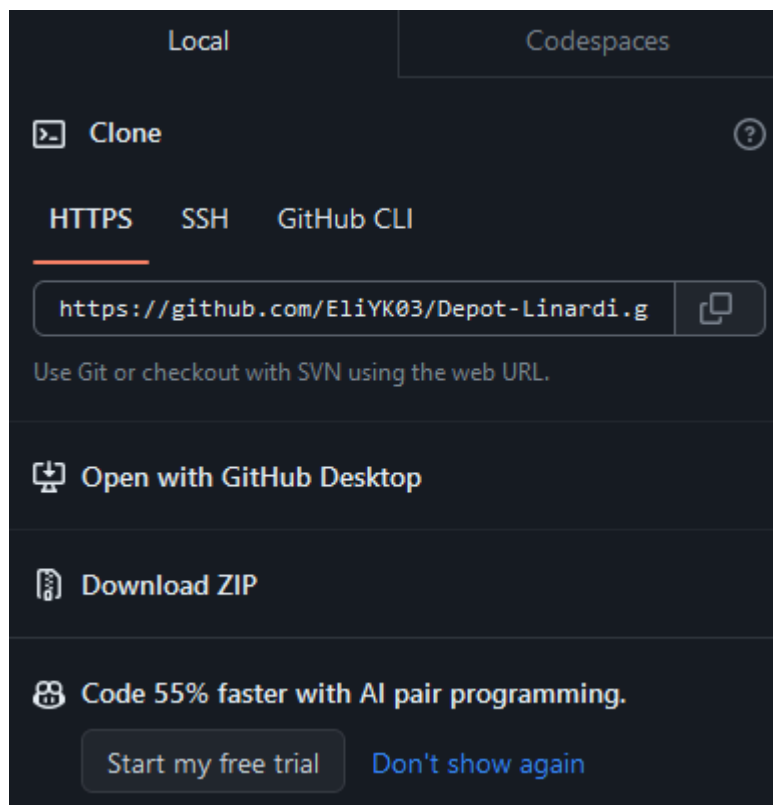 Local Codespaces
Clone
HTTPS SSH GitHub CLI
https://github.com/EliYK03/Depot-Linardi.g
Use Git or checkout with SVN using the web URL.
Open with GitHub Desktop
Download ZIP
Code 55% faster with AI pair programming.
Start my free trial Don't show again